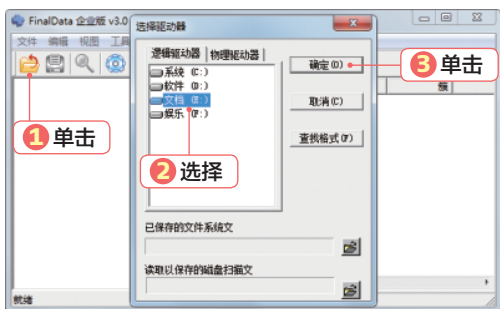 FinalData 企业版 v3.0
文件 编辑 视图 工具
选择驱动器
逻辑驱动器 物理驱动器
系统 (C:)
软件 (D:)
文档 (E:)
娱乐 (F:)
确定(O)
取消(C)
查找格式(F)
簇
1 单击
2 选择
3 单击
已保存的文件系统文
读取以保存的磁盘扫描文
就绪